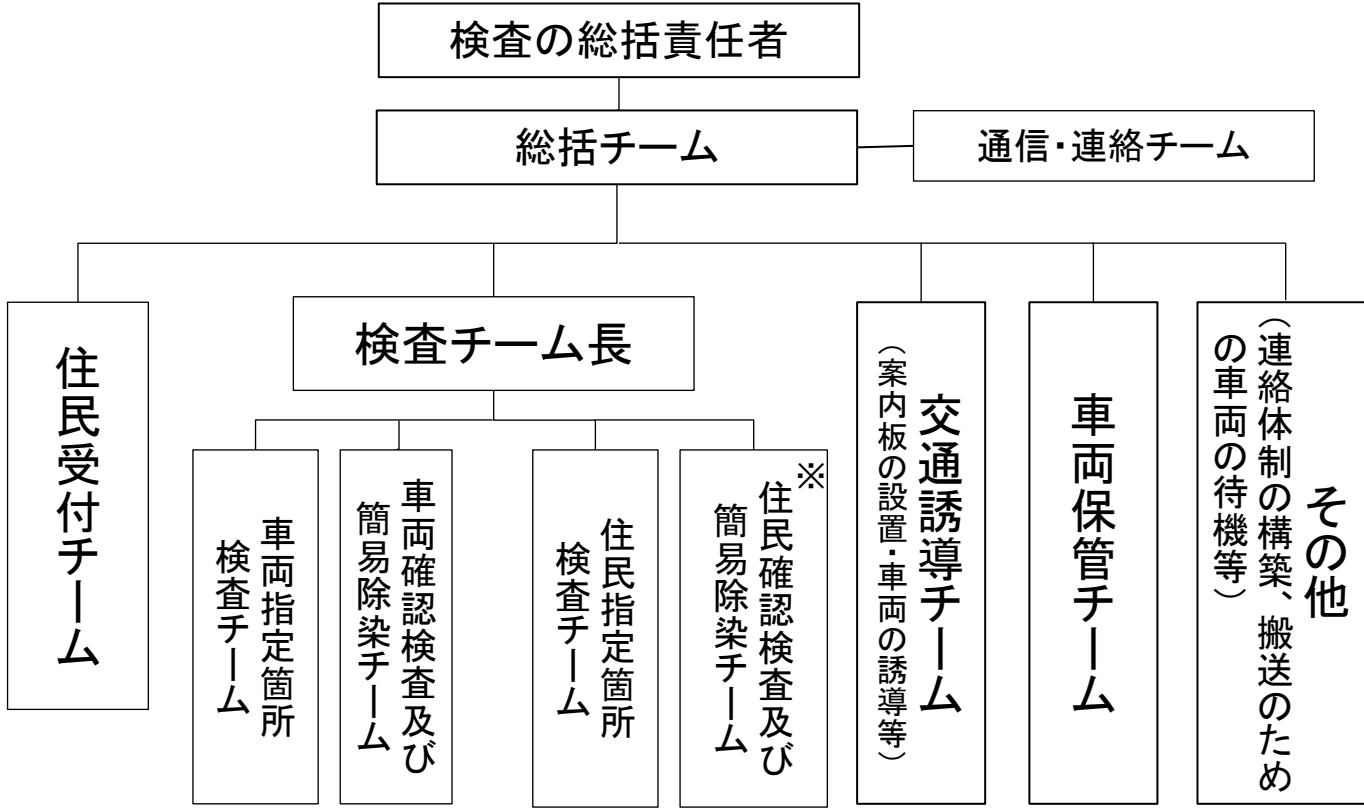 検査の総括責任者
総括チーム
通信・連絡チーム
住民受付チーム
検査チーム長
車両指定箇所
検査チーム
車両確認検査及び
簡易除染チーム
住民指定箇所
検査チーム
※
住民確認検査及び
簡易除染チーム
交通誘導チーム
（案内板の設置・車両の誘導等）
車両保管チーム
その他
（連絡体制の構築、搬送のため
の車両の待機等）